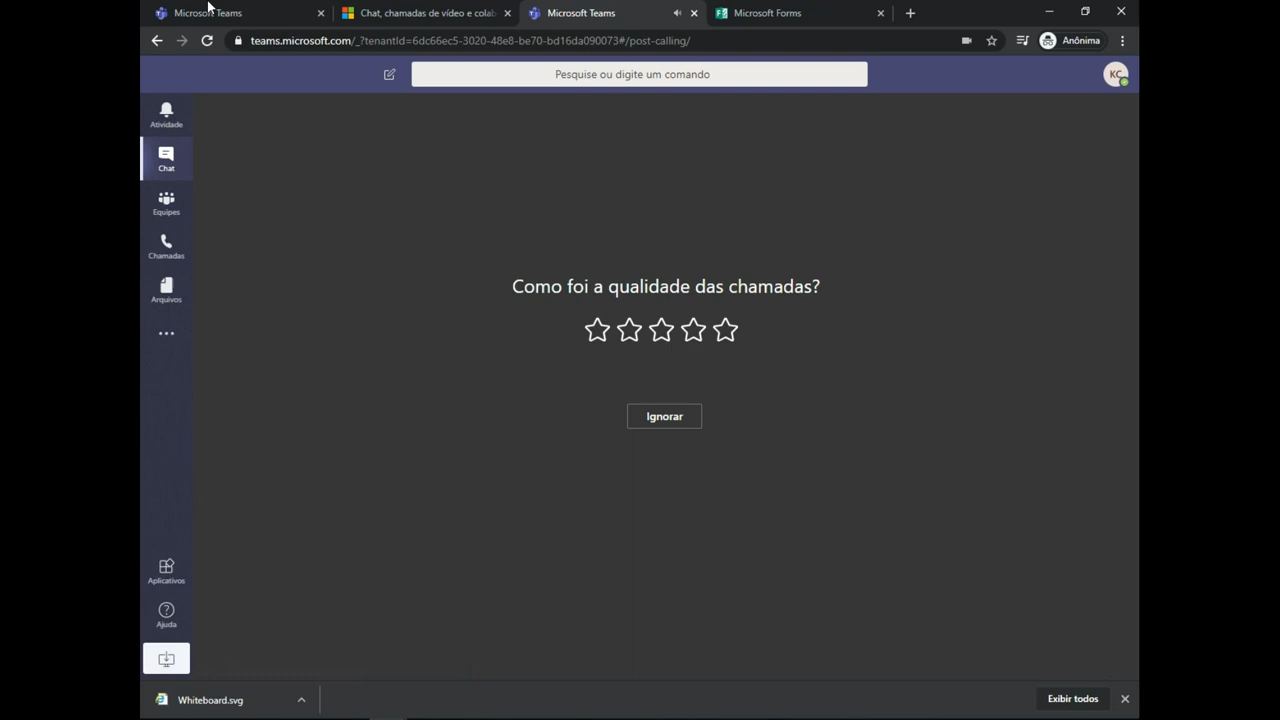 Microsoft Teams
Chat, chamadas de vídeo e colab
Microsoft Teams
Microsoft Forms
teams.microsoft.com/_?tenantId=6dc66ec5-3020-48e8-be70-bd16da090073#/post-calling/
Anônima
Pesquise ou digite um comando
KC
Atividade
Chat
Equipes
Chamadas
Arquivos
Como foi a qualidade das chamadas?
Ignorar
Aplicativos
Ajuda
Whiteboard.svg
Exibir todos